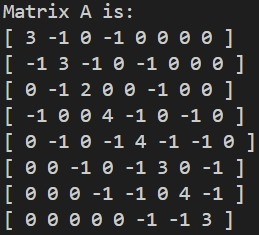 Matrix A is:
[ 3 -1 0 -1 0 0 0 0 ]
[ -1 3 -1 0 -1 0 0 0 ]
[ 0 -1 2 0 0 -1 0 0 ]
[ -1 0 0 4 -1 0 -1 0 ]
[ 0 -1 0 -1 4 -1 -1 0 ]
[ 0 0 -1 0 -1 3 0 -1 ]
[ 0 0 0 -1 -1 0 4 -1 ]
[ 0 0 0 0 0 -1 -1 3 ]